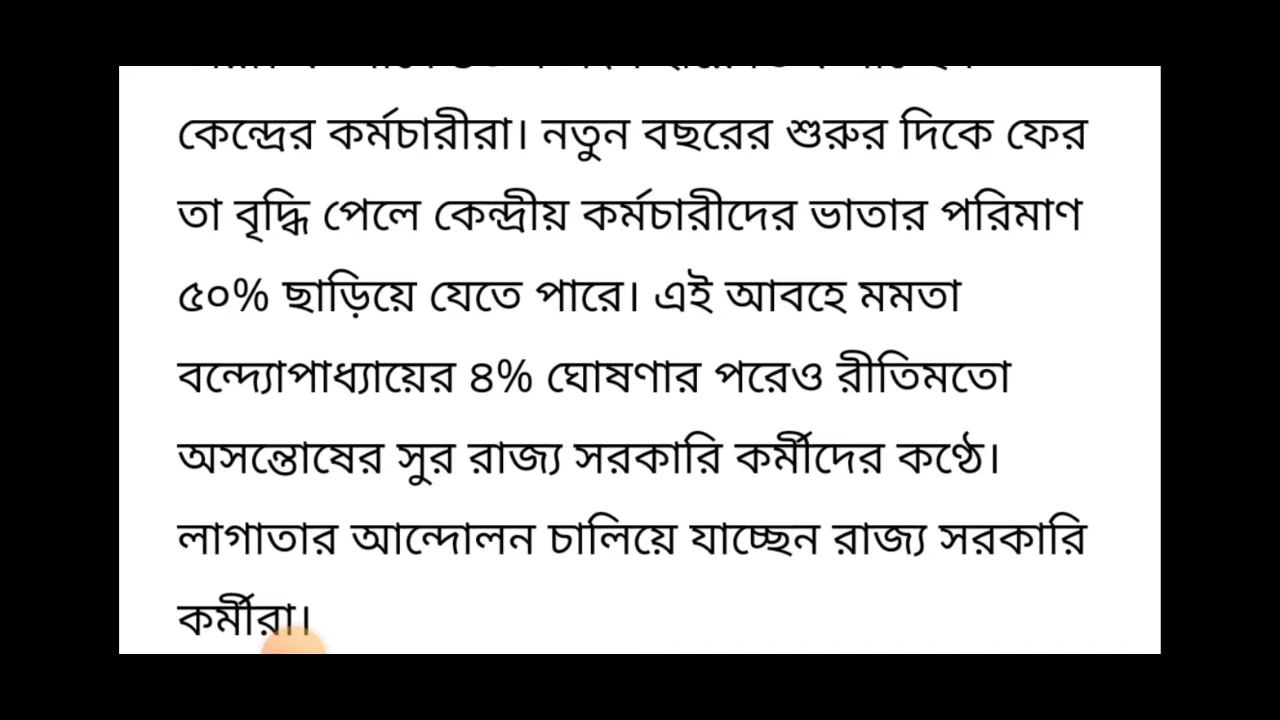 কেন্দ্রের কর্মচারীরা। নতুন বছরের শুরুর দিকে ফের
তা বৃদ্ধি পেলে কেন্দ্রীয় কর্মচারীদের ভাতার পরিমাণ
৫০% ছাড়িয়ে যেতে পারে। এই আবহে মমতা
বন্দ্যোপাধ্যায়ের ৪% ঘোষণার পরেও রীতিমতো
অসন্তোষের সুর রাজ্য সরকারি কর্মীদের কণ্ঠে।
লাগাতার আন্দোলন চালিয়ে যাচ্ছেন রাজ্য সরকারি
কর্মীরা।